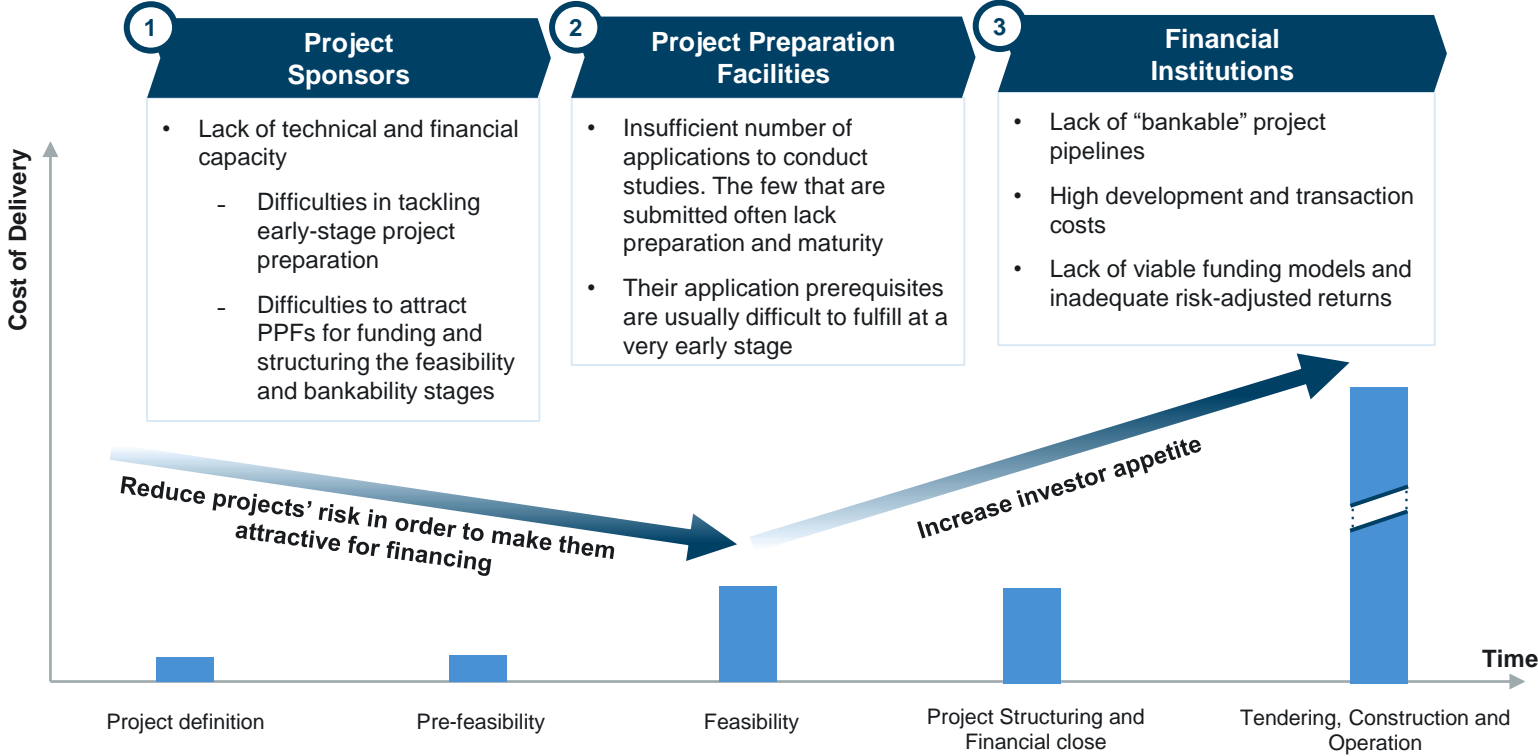 1
Project
Sponsors
• Lack of technical and financial
capacity
- Difficulties in tackling
early-stage project
preparation
- Difficulties to attract
PPFs for funding and
structuring the feasibility
and bankability stages
2
Project Preparation
Facilities
• Insufficient number of
applications to conduct
studies. The few that are
submitted often lack
preparation and maturity
• Their application prerequisites
are usually difficult to fulfill at a
very early stage
3
Financial
Institutions
• Lack of “bankable” project
pipelines
• High development and transaction
costs
• Lack of viable funding models and
inadequate risk-adjusted returns
Cost of Delivery
Reduce projects’ risk in order to make them
attractive for financing
Increase investor appetite
Time
Project definition
Pre-feasibility
Feasibility
Project Structuring and
Financial close
Tendering, Construction and
Operation